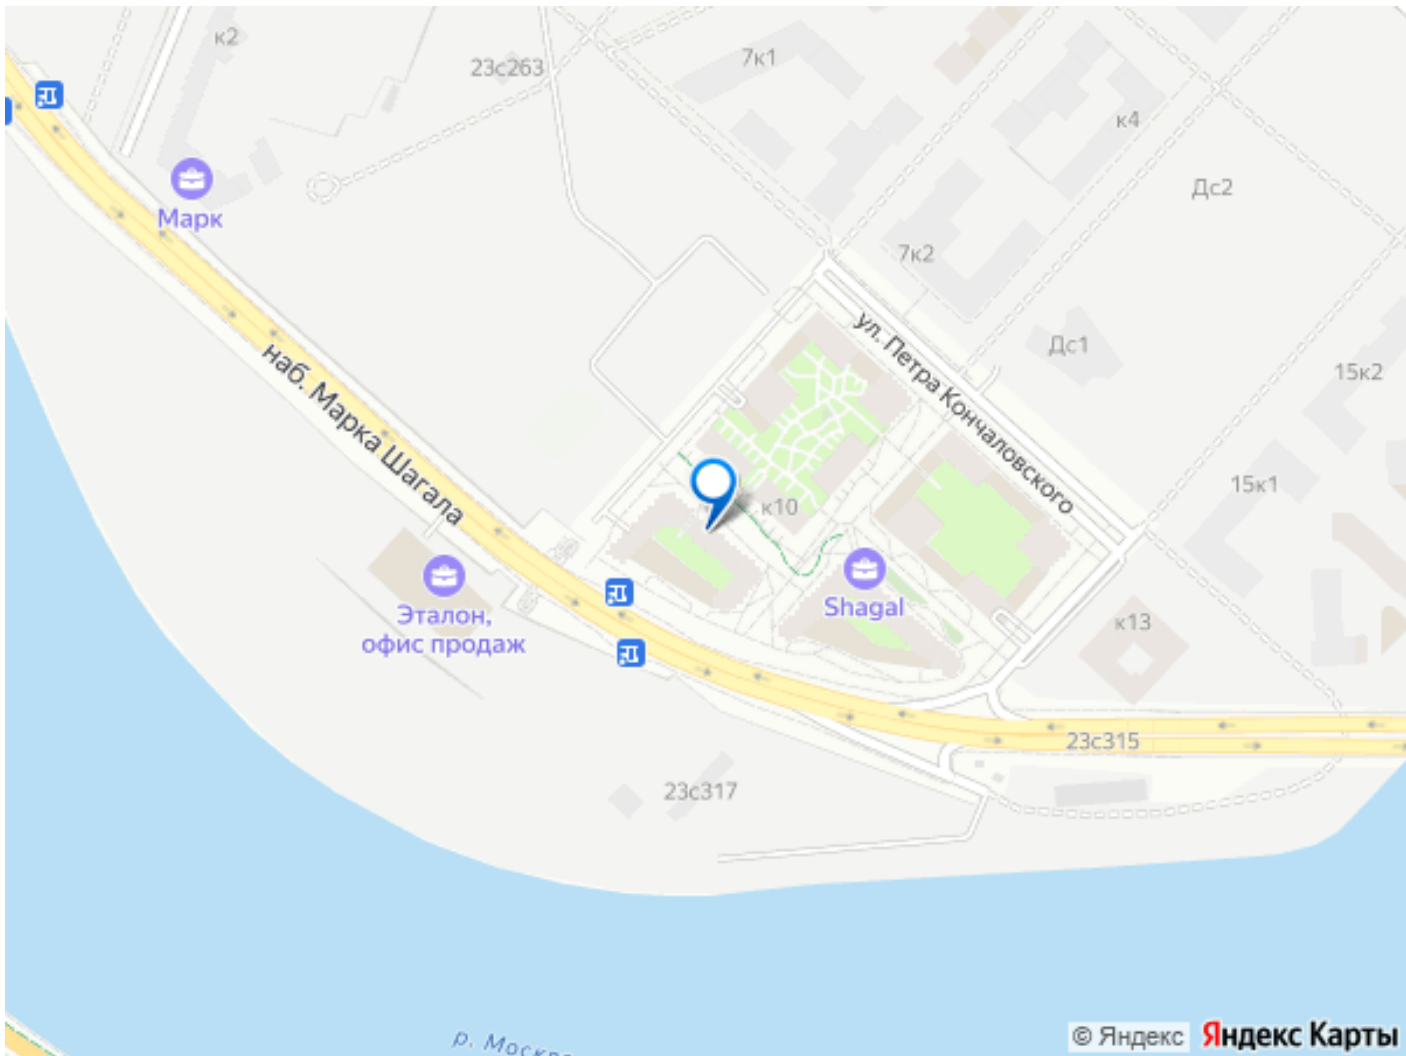 к2
23с263
7к1
к4
Марк
Дс2
7к2
ул. Петра Кончаловского
Дс1
15к2
наб. Марка Шагала
15к1
к10
Эталон,
офис продаж
Shagal
к13
23с315
23с317
р. Москва
© Яндекс Яндекс Карты